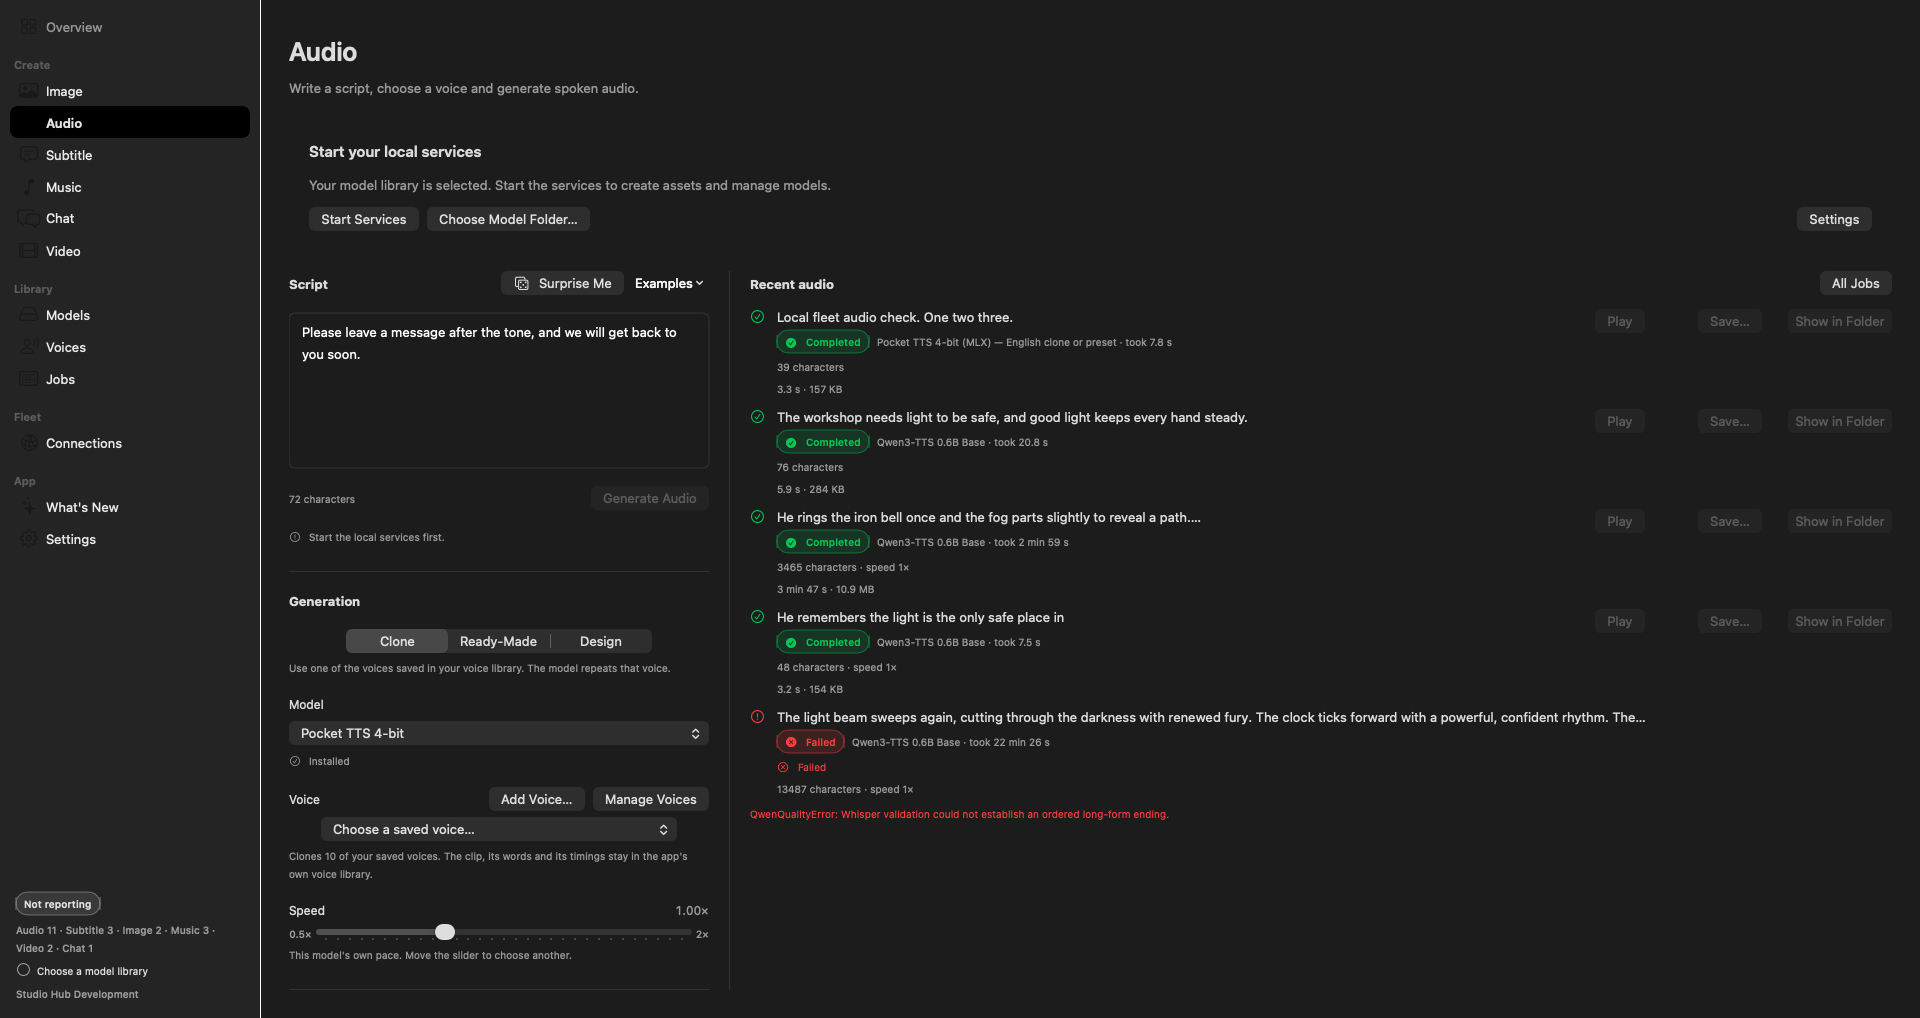 Overview
Create
Image
Audio
Subtitle
Music
Chat
Video
Library
Models
Voices
Jobs
Fleet
Connections
App
What's New
Settings
Not reporting
Audio 11 · Subtitle 3 · Image 2 · Music 3 ·
Video 2 · Chat 1
Choose a model library
Studio Hub Development
Audio
Write a script, choose a voice and generate spoken audio.
Start your local services
Your model library is selected. Start the services to create assets and manage models.
Start Services
Choose Model Folder...
Settings
Script
Surprise Me
Examples
Please leave a message after the tone, and we will get back to
you soon.
72 characters
Generate Audio
Start the local services first.
Generation
Clone
Ready-Made
Design
Use one of the voices saved in your voice library. The model repeats that voice.
Model
Pocket TTS 4-bit
Installed
Voice
Add Voice...
Manage Voices
Choose a saved voice...
Clones 10 of your saved voices. The clip, its words and its timings stay in the app's
own voice library.
Speed
1.00×
0.5×
2×
This model's own pace. Move the slider to choose another.
Recent audio
All Jobs
Local fleet audio check. One two three.
Play
Save...
Show in Folder
Completed
Pocket TTS 4-bit (MLX) — English clone or preset · took 7.8 s
39 characters
3.3 s · 157 KB
The workshop needs light to be safe, and good light keeps every hand steady.
Play
Save...
Show in Folder
Completed
Qwen3-TTS 0.6B Base · took 20.8 s
76 characters
5.9 s · 284 KB
He rings the iron bell once and the fog parts slightly to reveal a path....
Play
Save...
Show in Folder
Completed
Qwen3-TTS 0.6B Base · took 2 min 59 s
3465 characters · speed 1×
3 min 47 s · 10.9 MB
He remembers the light is the only safe place in
Play
Save...
Show in Folder
Completed
Qwen3-TTS 0.6B Base · took 7.5 s
48 characters · speed 1×
3.2 s · 154 KB
The light beam sweeps again, cutting through the darkness with renewed fury. The clock ticks forward with a powerful, confident rhythm. The...
Failed
Qwen3-TTS 0.6B Base · took 22 min 26 s
Failed
13487 characters · speed 1×
QwenQualityError: Whisper validation could not establish an ordered long-form ending.